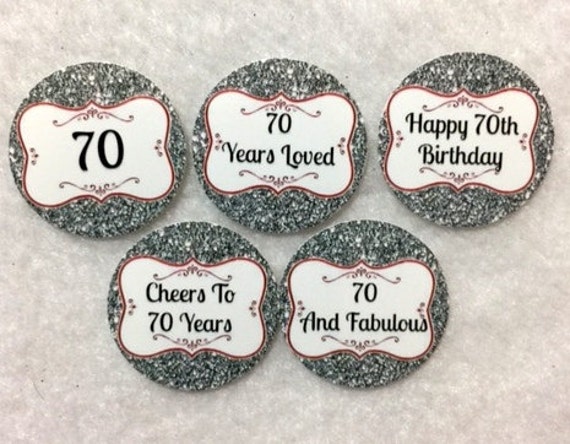 70
70
Years Loved
Happy 70th
Birthday
Cheers To
70 Years
70
And Fabulous